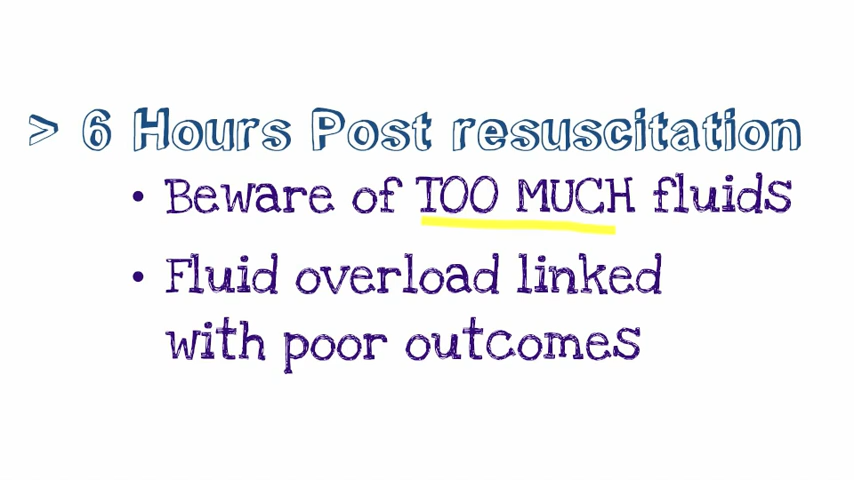 > 6 Hours Post resuscitation
• Beware of TOO MUCH fluids
• Fluid overload linked
with poor outcomes